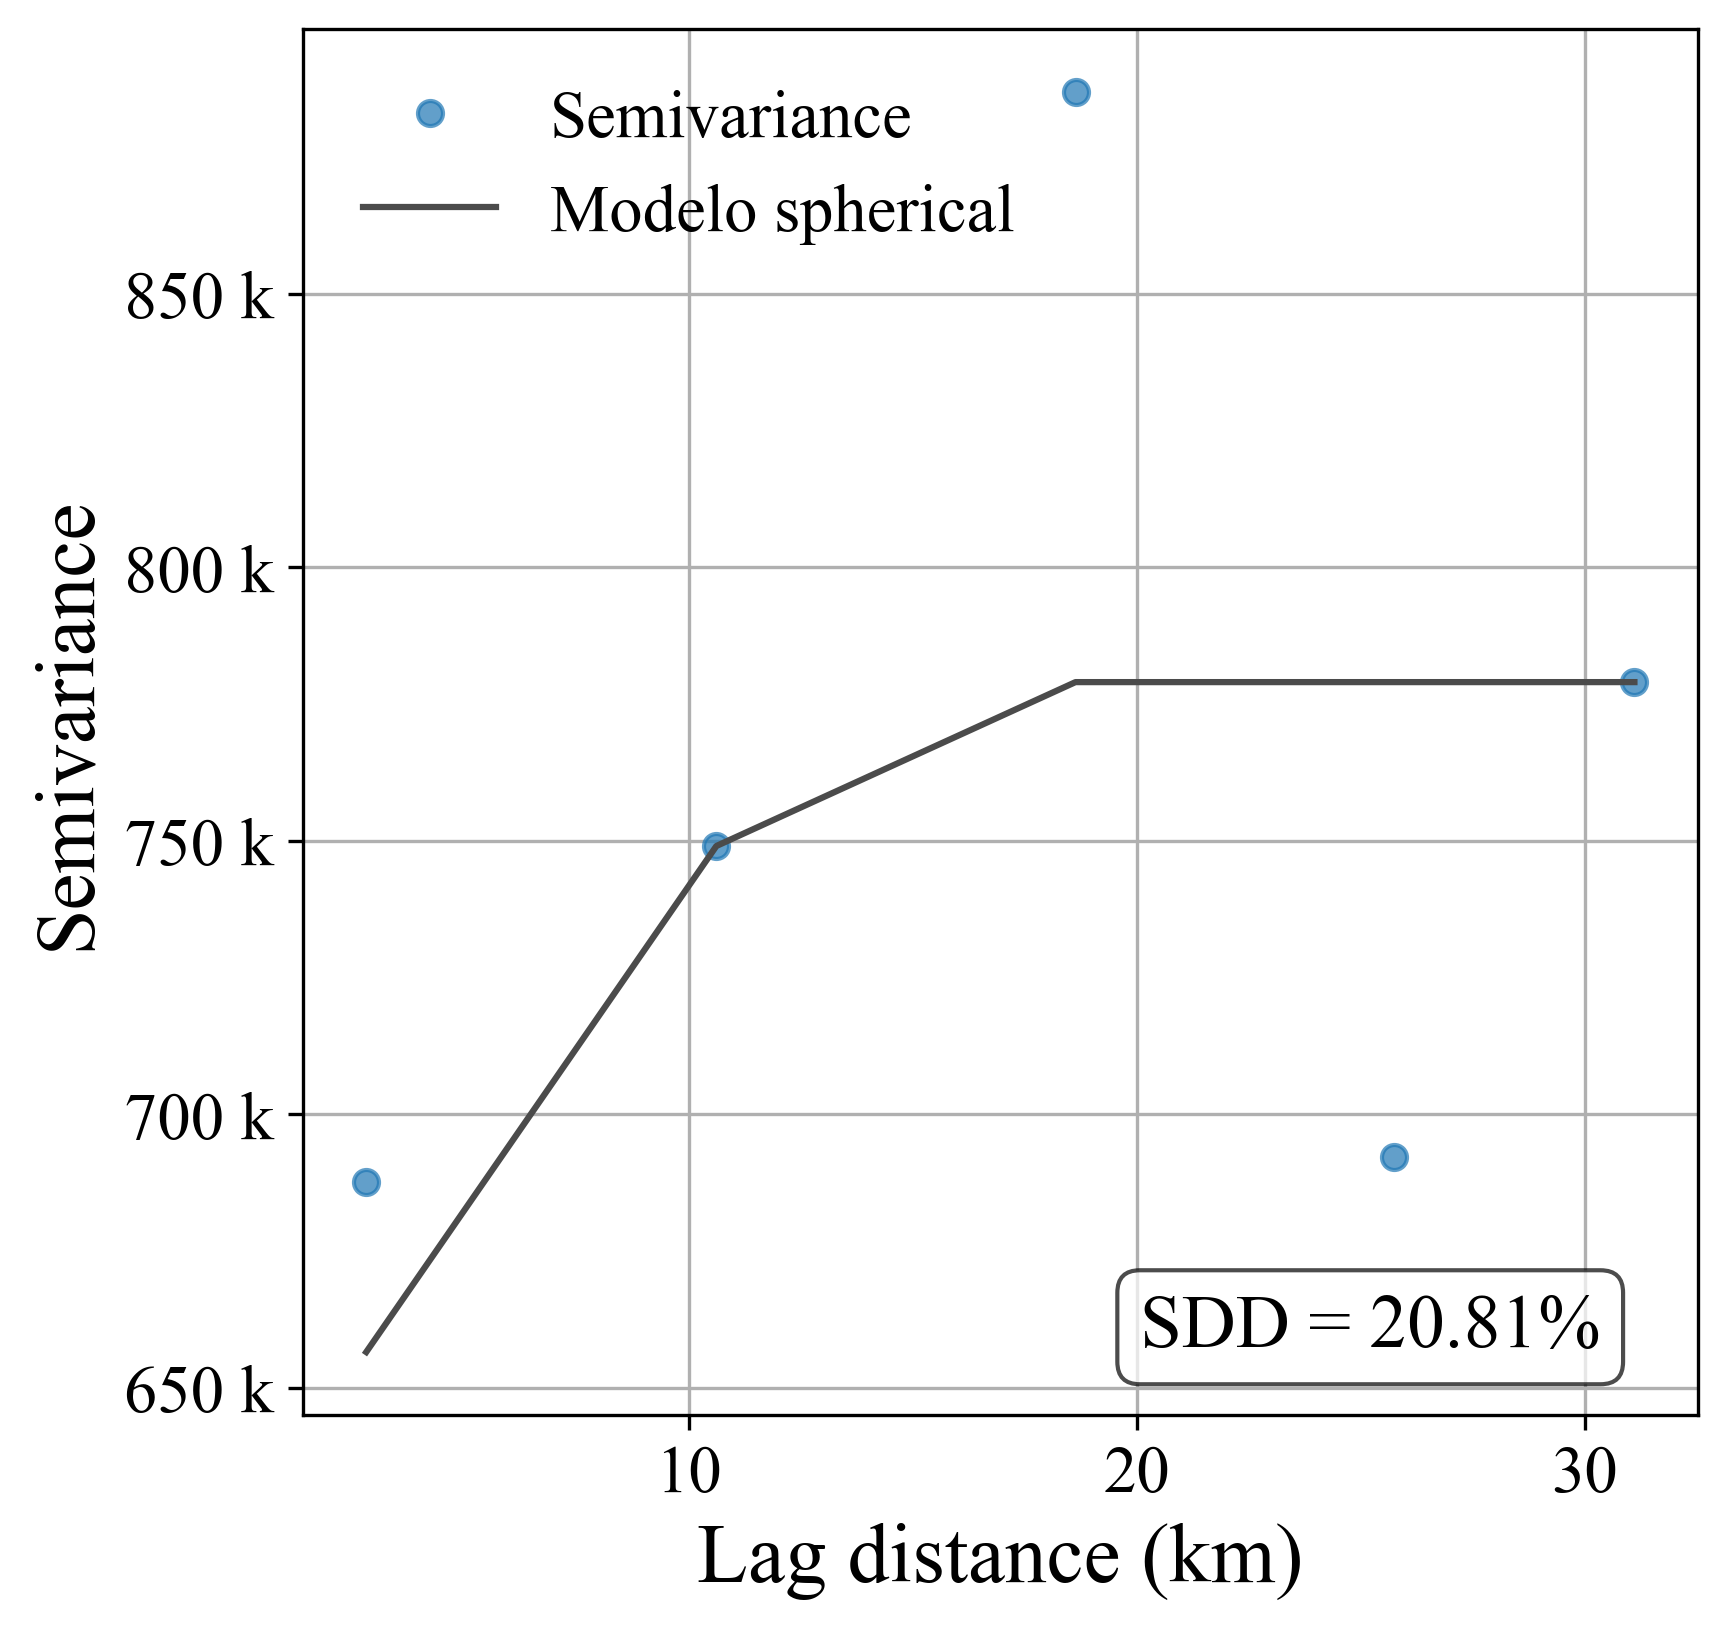 Semivariance
Modelo spherical
850 k
800 k
750 k
700 k
650 k
Semivariance
SDD = 20.81%
10
20
30
Lag distance (km)